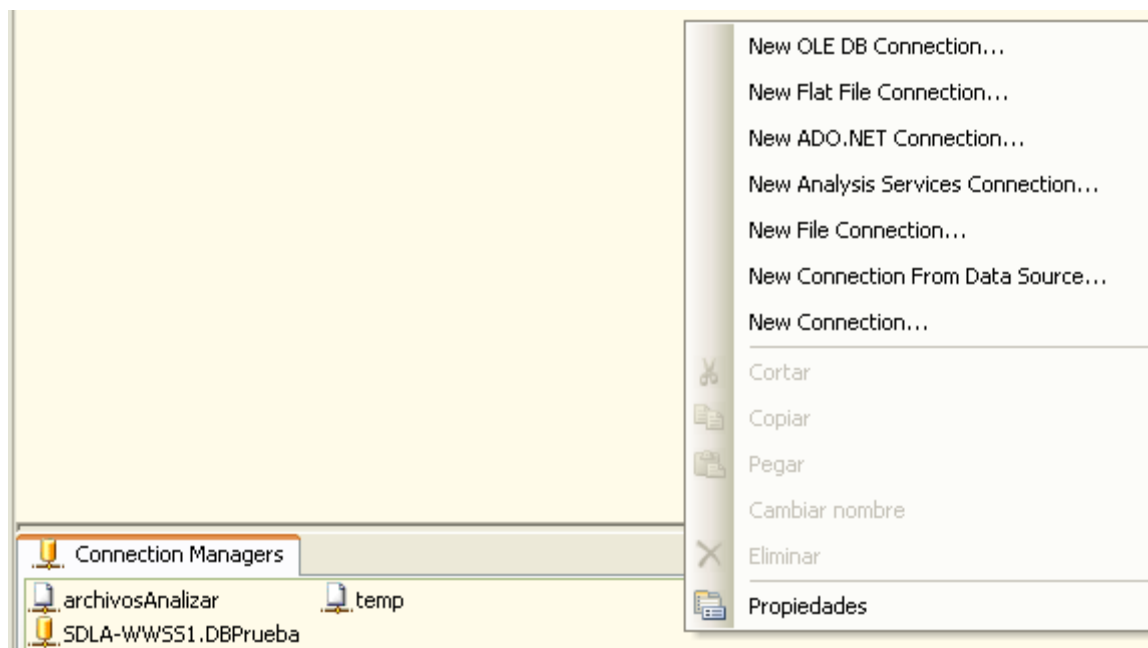 New OLE DB Connection...
New Flat File Connection...
New ADO.NET Connection...
New Analysis Services Connection...
New File Connection...
New Connection From Data Source...
New Connection...
Cortar
Copiar
Pegar
Cambiar nombre
Eliminar
Propiedades
Connection Managers
archivosAnalizar temp
SDLA-WWSS1.DBPrueba